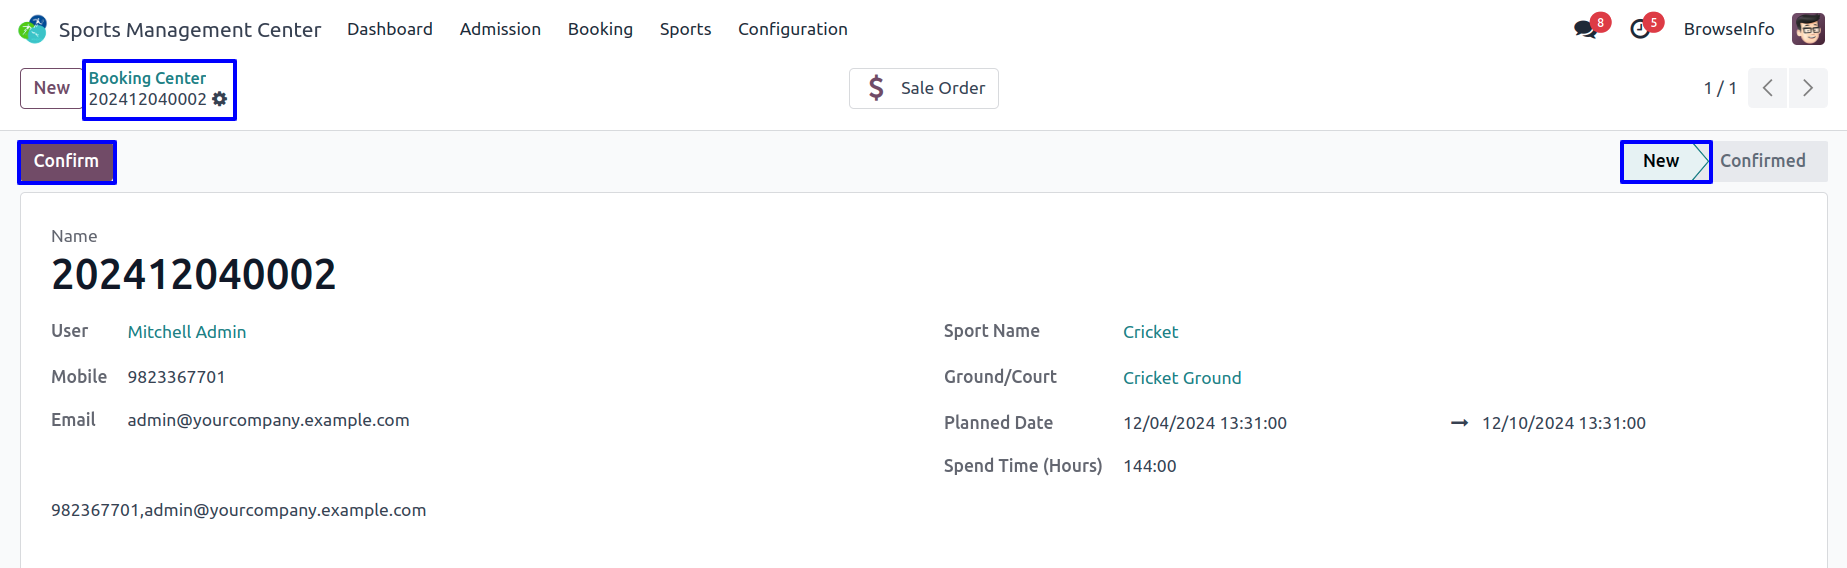 Sports Management Center Dashboard Admission Booking Sports Configuration 8 5 BrowseInfo
New Booking Center
202412040002 $ Sale Order 1 / 1
Confirm New Confirmed
Name
202412040002
User Mitchell Admin Sport Name Cricket
Mobile 9823367701 Ground/Court Cricket Ground
Email admin@yourcompany.example.com Planned Date 12/04/2024 13:31:00 → 12/10/2024 13:31:00
Spend Time (Hours) 144:00
982367701,admin@yourcompany.example.com